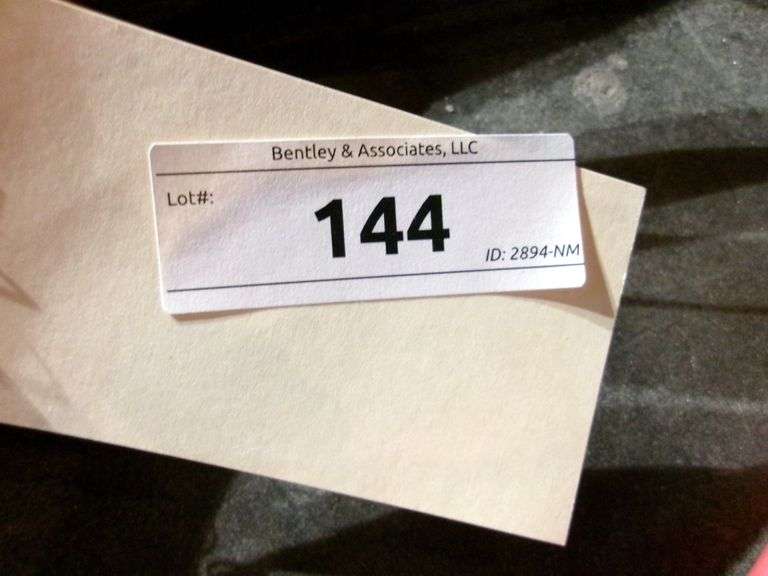 Bentley & Associates, LLC
Lot#:
144
ID: 2894-NM